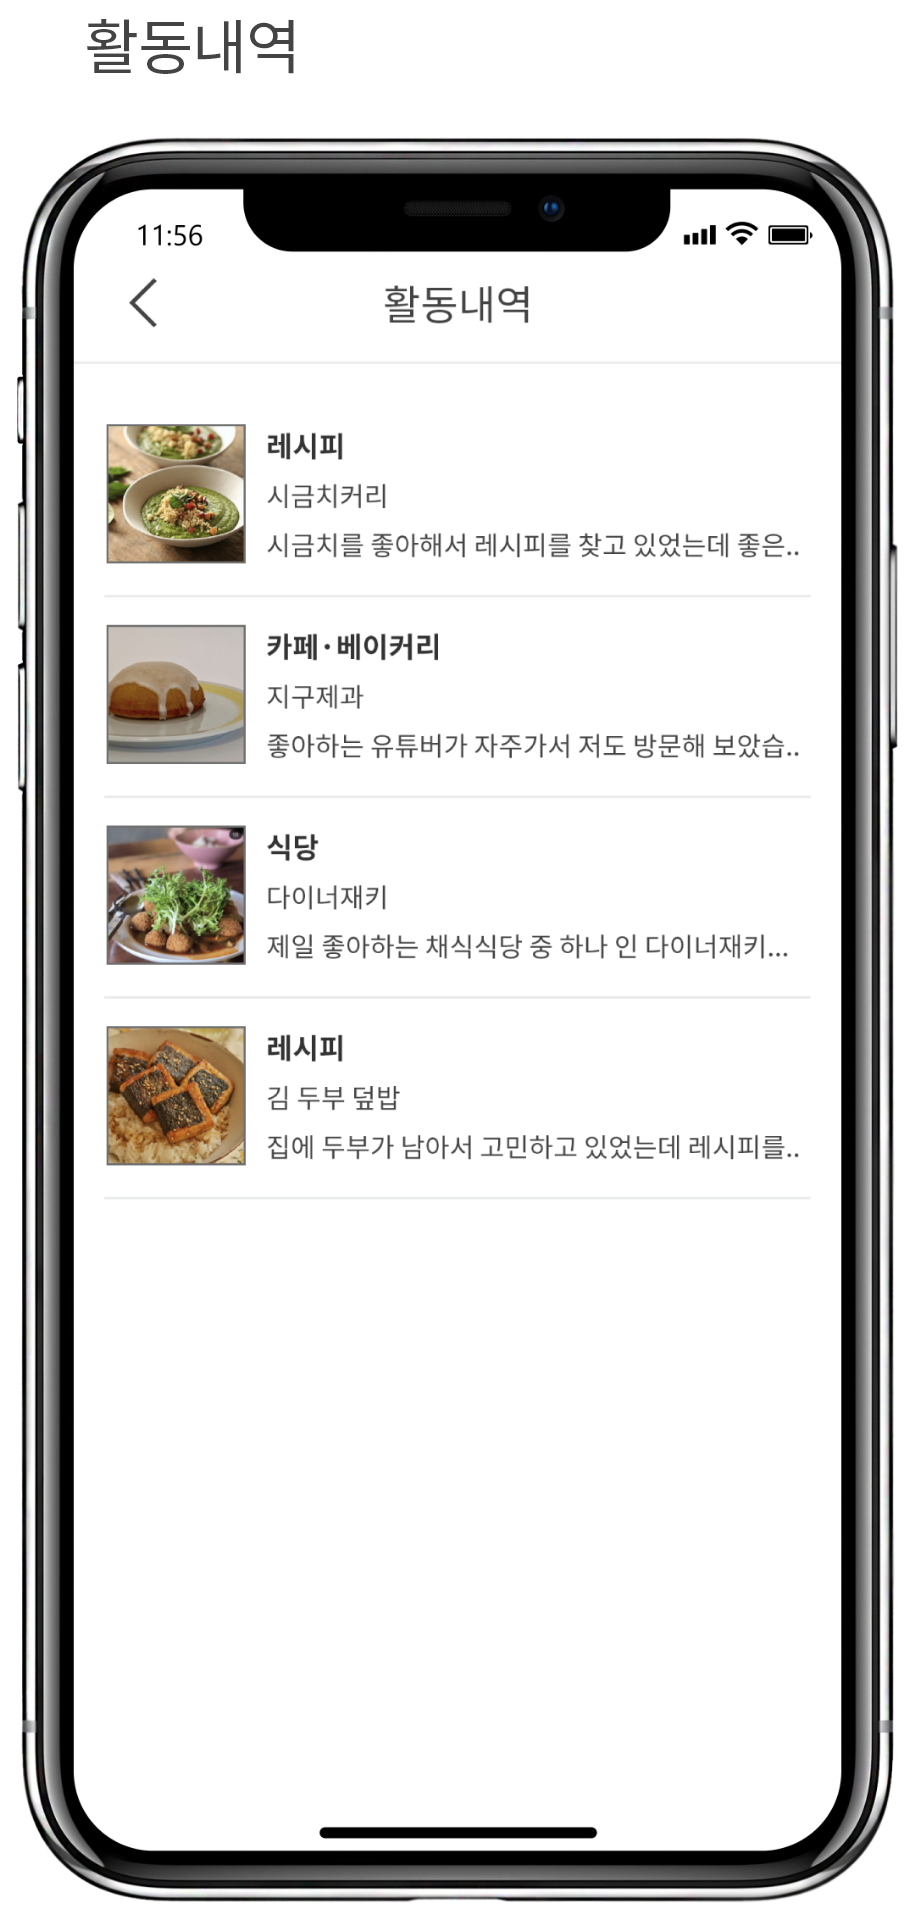 활동내역
11:56
활동내역
레시피
시금치커리
시금치를 좋아해서 레시피를 찾고 있었는데 좋은..
카페·베이커리
지구제과
좋아하는 유튜버가 자주가서 저도 방문해 보았습..
식당
다이너재키
제일 좋아하는 채식식당 중 하나 인 다이너재키...
레시피
김 두부 덮밥
집에 두부가 남아서 고민하고 있었는데 레시피를..